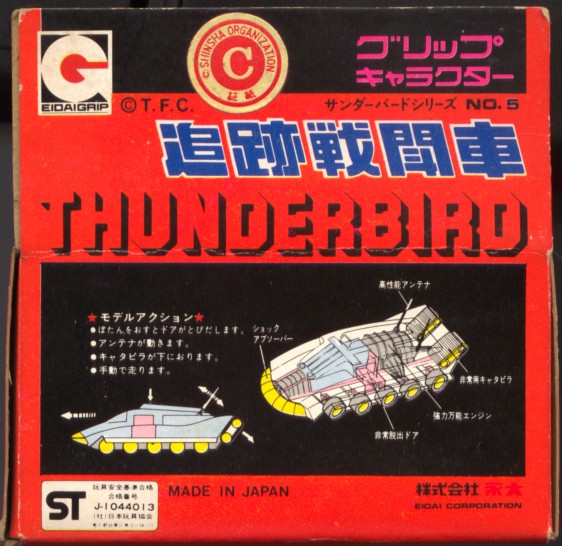 EIDAIGRIP
©SHINSHA ORGANIZATION
C
証紙
グリップ
キャラクター
©T.F.C.
サンダーバードシリーズ NO.5
追跡戦闘車
THUNDERBIRD
★モデルアクション★
●ぼたんをおすとドアがとびだします。
●アンテナが動きます。
●キャタピラが下におります。
●手動で走ります。
高性能アンテナ
ショック
アブソーバー
非常用キャタピラ
強力万能エンジン
非常脱出ドア
ST
玩具安全基準合格
合格番号
J-1044013
(社)日本玩具協会
MADE IN JAPAN
株式会社 永大
EIDAI CORPORATION